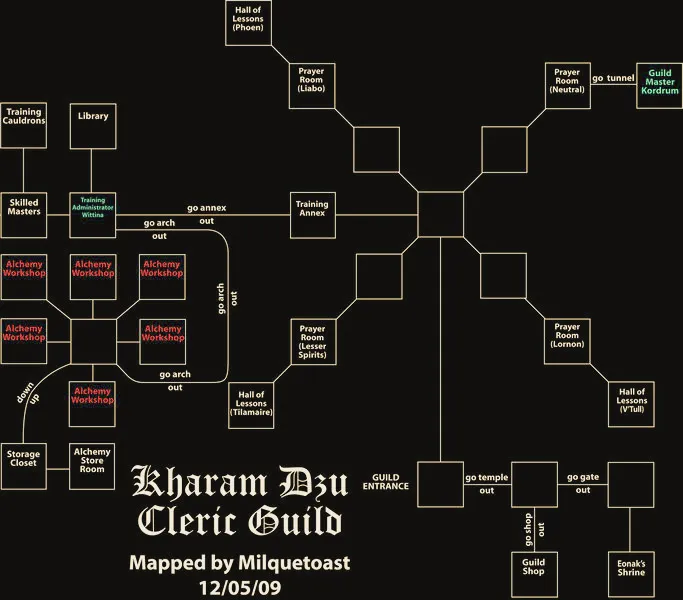 Hall of
Lessons
(Phoen)
Prayer
Room
(Liabo)
Prayer
Room
(Neutral)
go tunnel
Guild
Master
Kordrum
Training
Cauldrons
Library
Skilled
Masters
Training
Administrator
Wittina
go annex
out
go arch
out
Training
Annex
Alchemy
Workshop
Alchemy
Workshop
Alchemy
Workshop
go arch
out
Alchemy
Workshop
Alchemy
Workshop
Prayer
Room
(Lesser
Spirits)
Prayer
Room
(Lornon)
go arch
out
down
up
Alchemy
Workshop
Hall of
Lessons
(Tilamaire)
Hall of
Lessons
(V'Tull)
Storage
Closet
Alchemy
Store
Room
Kharam Dzu
Cleric Guild
Mapped by Milquetoast
12/05/09
GUILD
ENTRANCE
go temple
out
go gate
out
go shop
out
Guild
Shop
Eonak's
Shrine